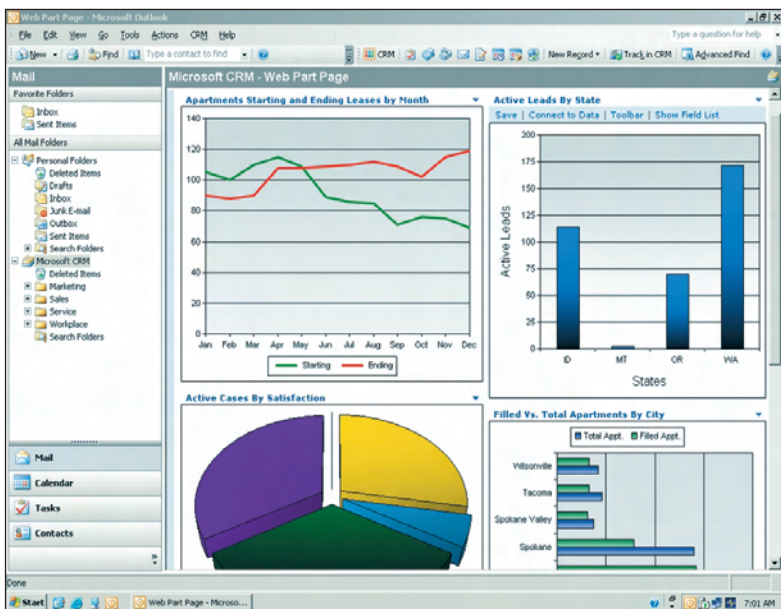 Web Part Page - Microsoft Outlook
File Edit View Go Tools Actions CRM Help
Type a question for help
New Find Type a contact to find
CRM New Record Track in CRM Advanced Find
Mail
Favorite Folders
Inbox
Sent Items
All Mail Folders
Personal Folders
Deleted Items
Drafts
Inbox
Junk E-mail
Outbox
Sent Items
Search Folders
Microsoft CRM
Deleted Items
Marketing
Sales
Service
Workplace
Search Folders
Mail
Calendar
Tasks
Contacts
Microsoft CRM - Web Part Page
Apartments Starting and Ending Leases by Month
140
120
100
80
60
40
20
0
Jan Feb Mar Apr May Jun Jul Aug Sep Oct Nov Dec
Starting Ending
Active Leads By State
Save | Connect to Data | Toolbar | Show Field List
Active Leads
200
175
150
125
100
75
50
25
0
ID MT OR WA
States
Active Cases By Satisfaction
Filled Vs. Total Apartments By City
Total Appt. Filled Appt.
Wilsonville
Tacoma
Spokane Valley
Spokane
Done
Start Web Part Page - Microso... 7:01 AM